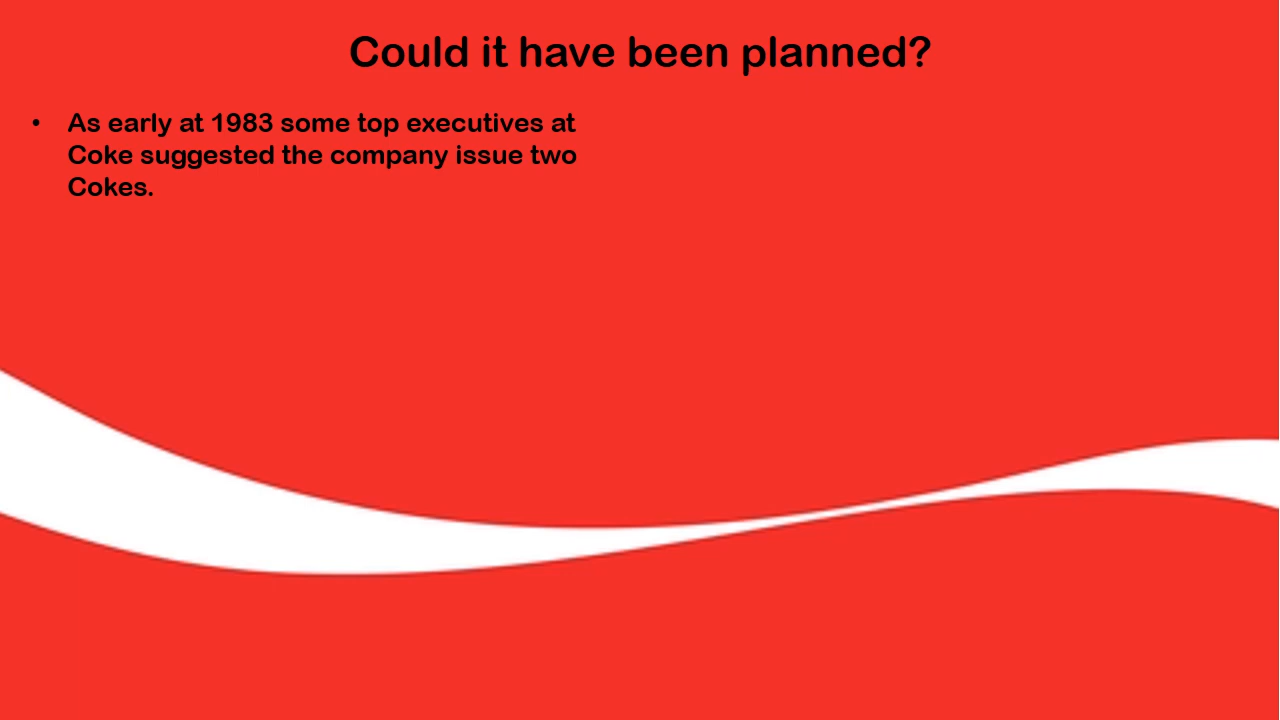 Could it have been planned?
• As early at 1983 some top executives at
Coke suggested the company issue two
Cokes.